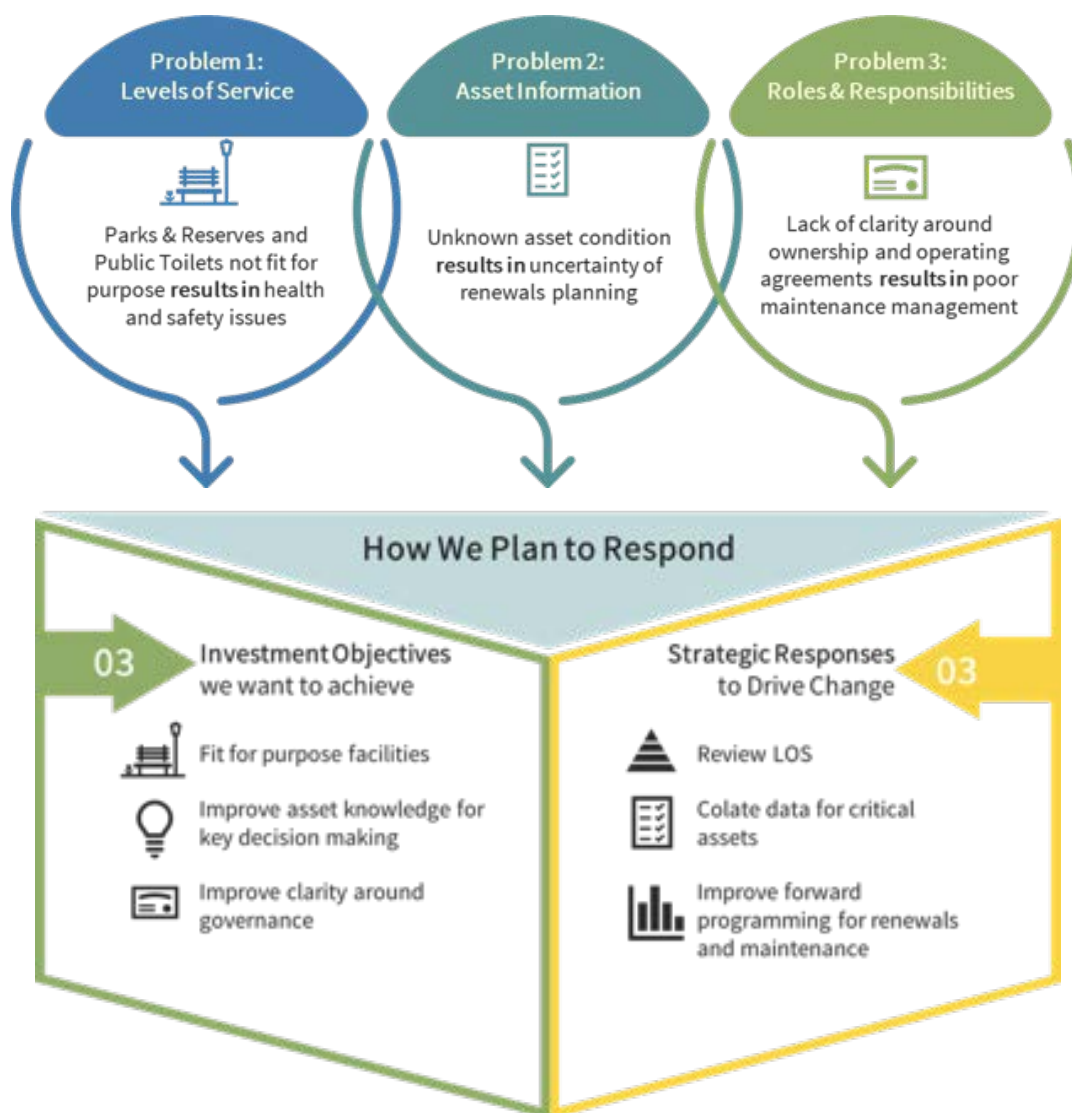 Problem 1:
Levels of Service
Parks & Reserves and
Public Toilets not fit for
purpose results in health
and safety issues
Problem 2:
Asset Information
Unknown asset condition
results in uncertainty of
renewals planning
Problem 3:
Roles & Responsibilities
Lack of clarity around
ownership and operating
agreements results in poor
maintenance management
How We Plan to Respond
03
Investment Objectives
we want to achieve
Fit for purpose facilities
Improve asset knowledge for
key decision making
Improve clarity around
governance
Strategic Responses
to Drive Change
03
Review LOS
Colate data for critical
assets
Improve forward
programming for renewals
and maintenance